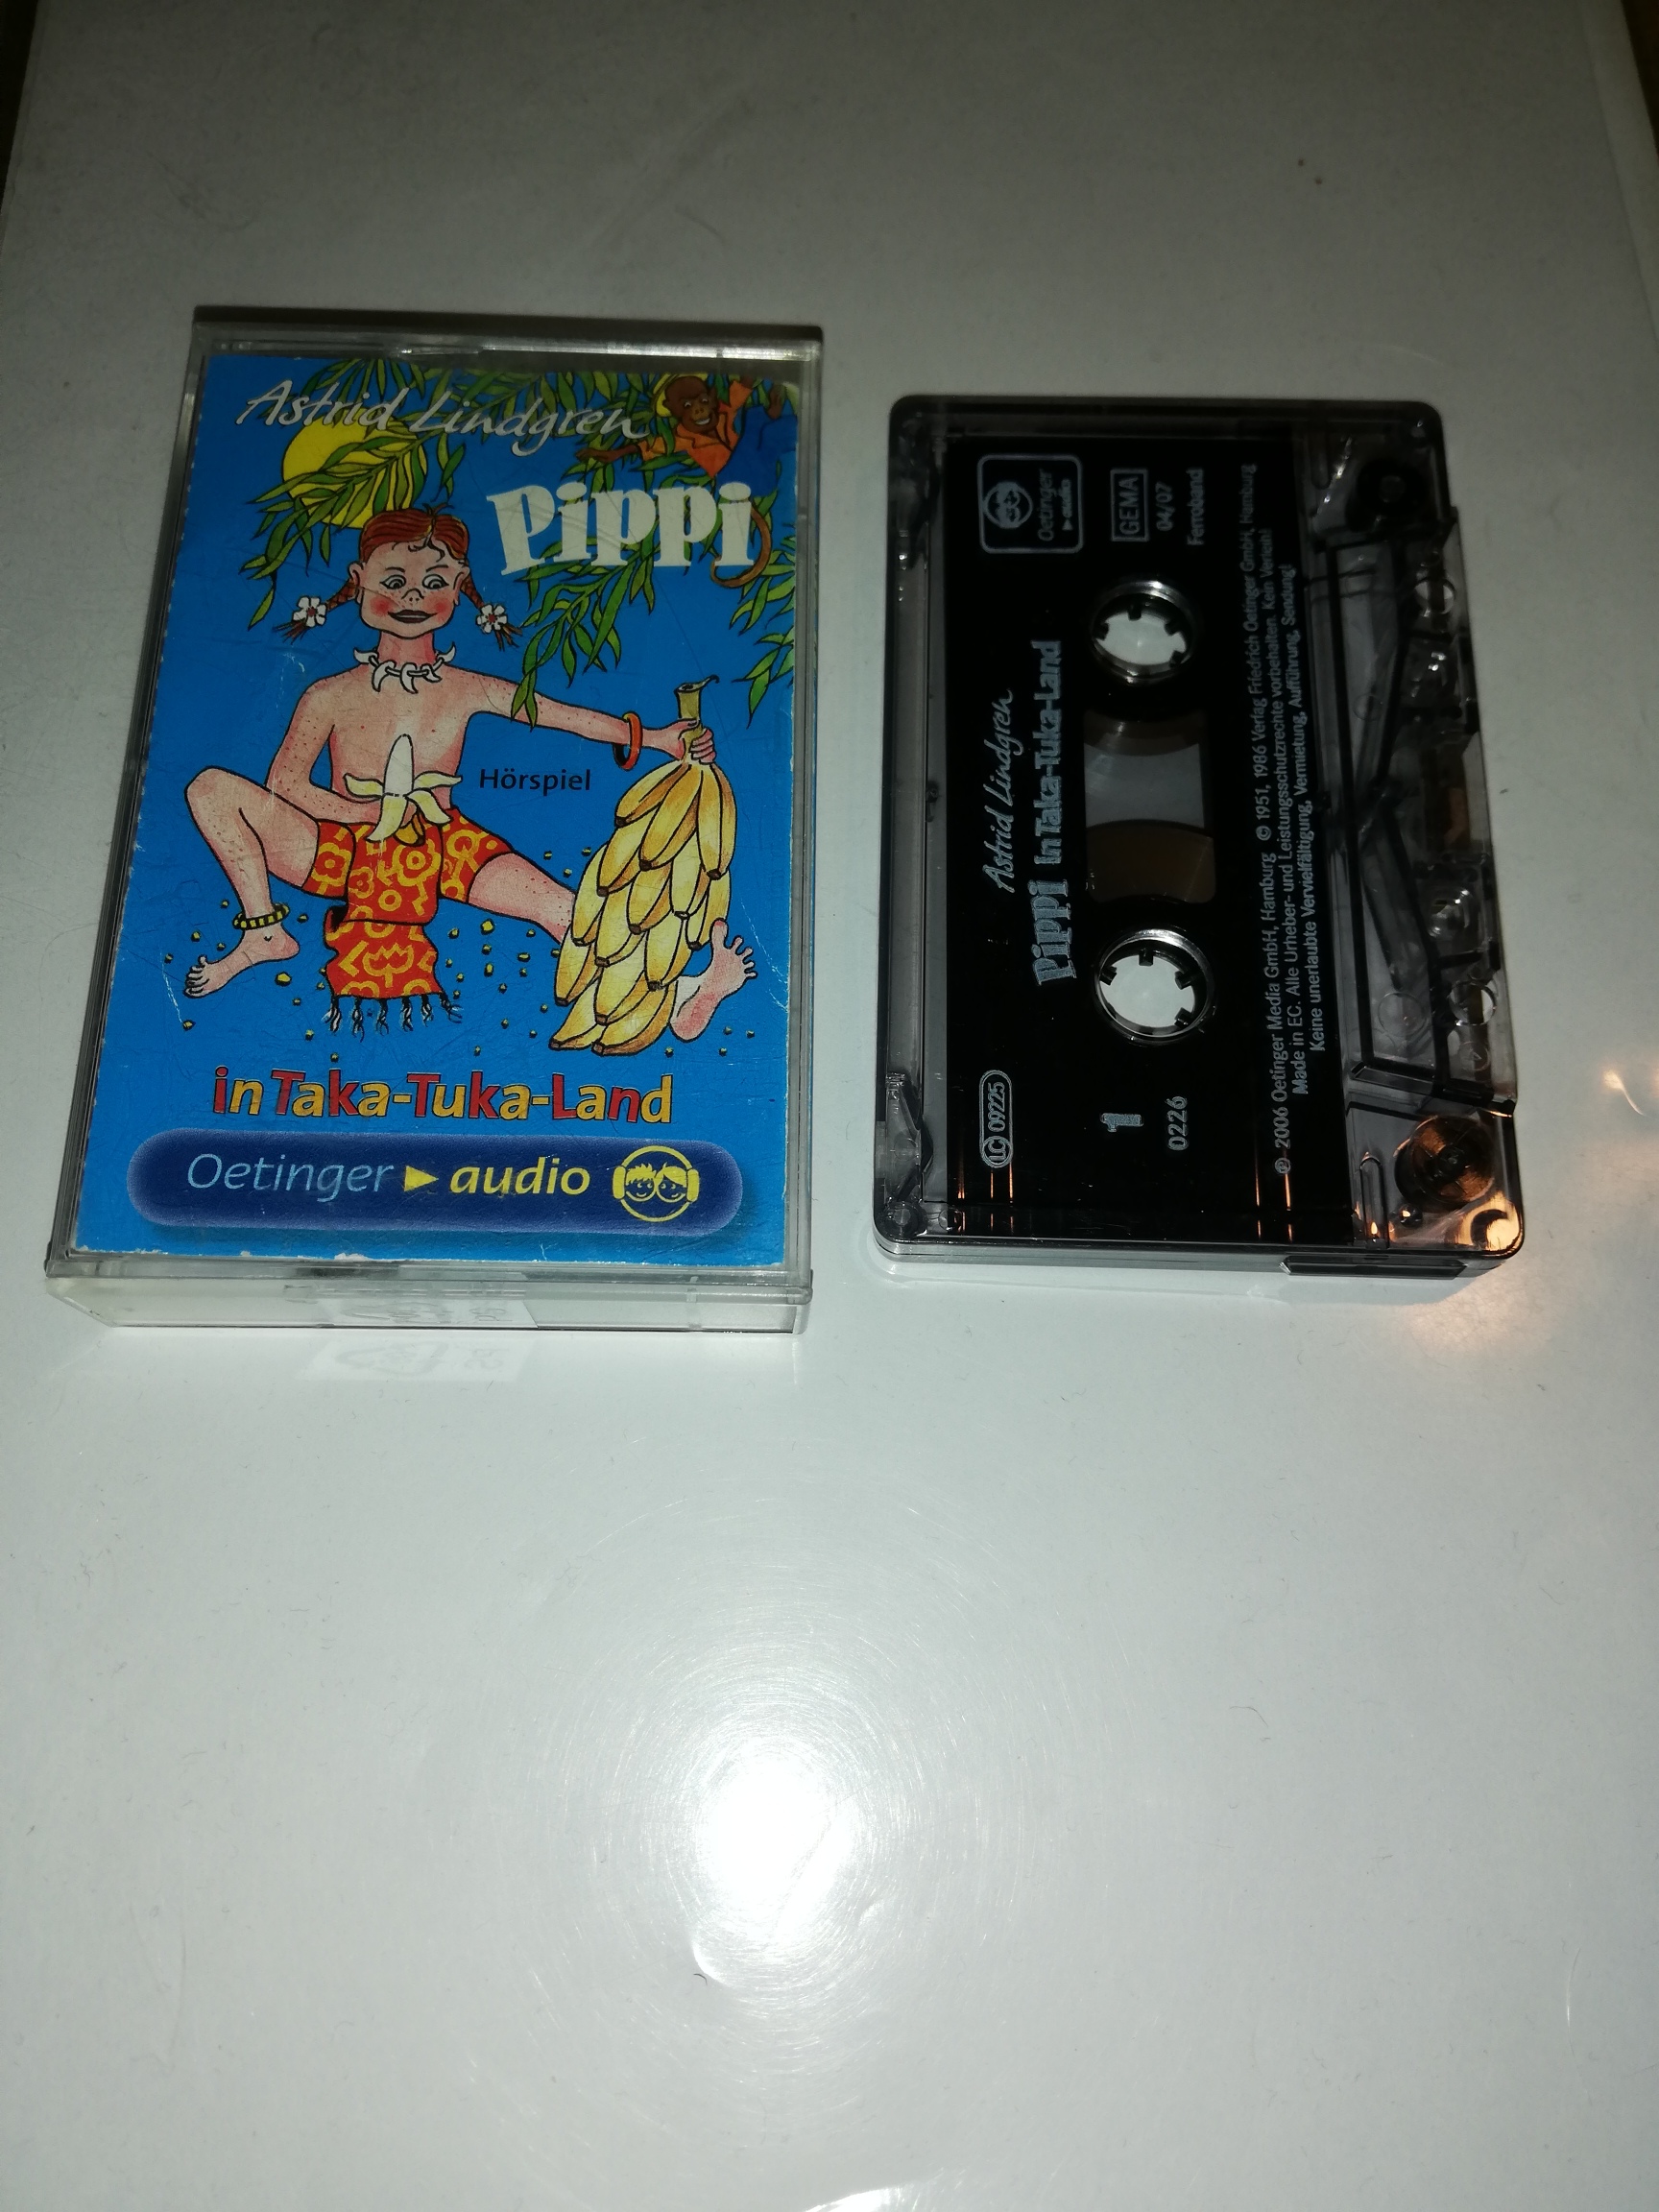 Astrid Lindgren
Pippi
Hörspiel
in Taka-Tuka-Land
Oetinger audio
Oetinger
audio
GEMA
04/07
Ferroband
Astrid Lindgren
Pippi in Taka-Tuka-Land
LC 09225
1
0226
℗ 2006 Oetinger Media GmbH, Hamburg © 1951, 1986 Verlag Friedrich Oetinger GmbH, Hamburg
Made in EC. Alle Urheber- und Leistungsschutzrechte vorbehalten. Kein Verleih!
Keine unerlaubte Vervielfältigung, Vermietung, Aufführung, Sendung!